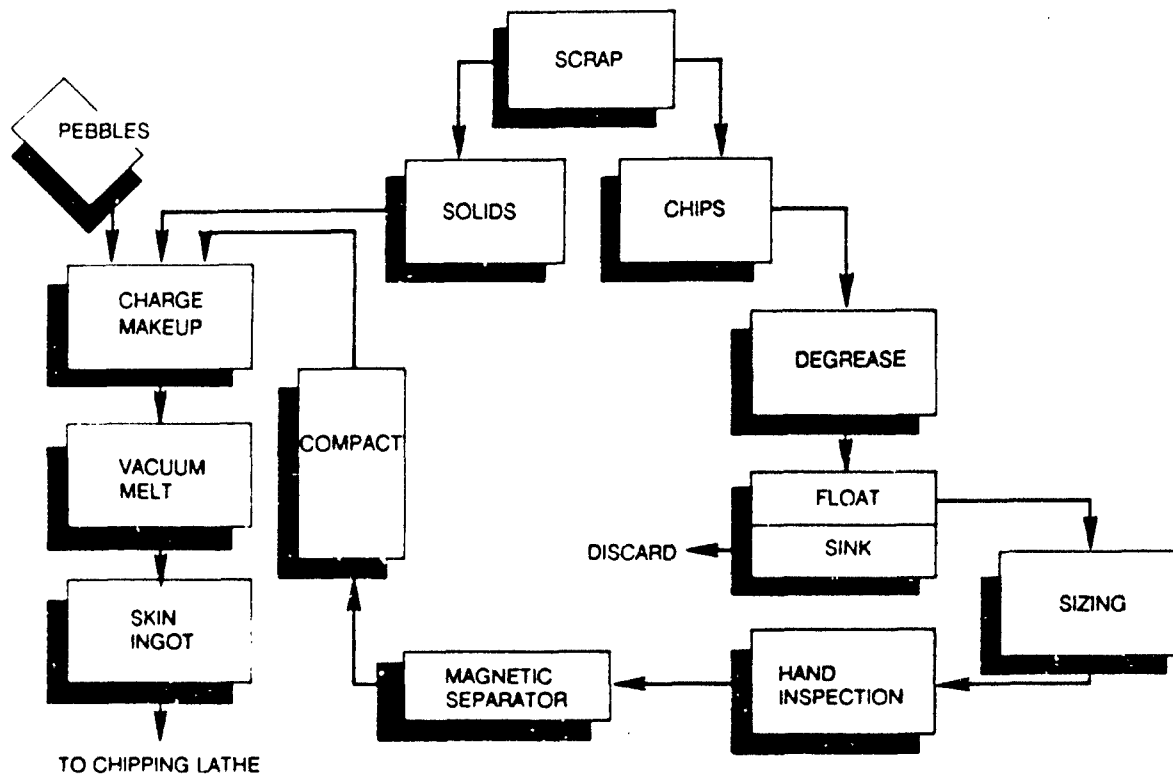 SCRAP
PEBBLES
SOLIDS
CHIPS
CHARGE
MAKEUP
DEGREASE
COMPACT
VACUUM
MELT
FLOAT
SINK
DISCARD
SIZING
SKIN
INGOT
MAGNETIC
SEPARATOR
HAND
INSPECTION
TO CHIPPING LATHE